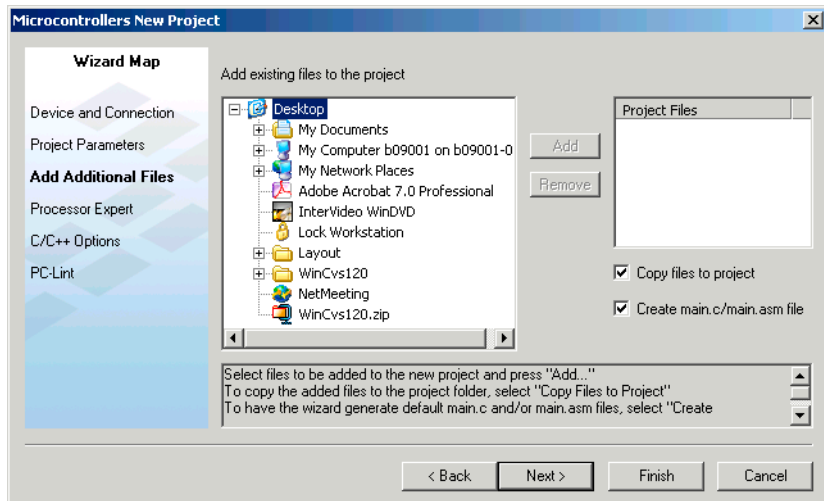 Microcontrollers New Project
Wizard Map
Device and Connection
Project Parameters
Add Additional Files
Processor Expert
C/C++ Options
PC-Lint
Add existing files to the project
Desktop
My Documents
My Computer b09001 on b09001-0
My Network Places
Adobe Acrobat 7.0 Professional
InterVideo WinDVD
Lock Workstation
Layout
WinCvs120
NetMeeting
WinCvs120.zip
Add
Remove
Project Files
Copy files to project
Create main.c/main.asm file
Select files to be added to the new project and press "Add..."
To copy the added files to the project folder, select "Copy Files to Project"
To have the wizard generate default main.c and/or main.asm files, select "Create
< Back
Next >
Finish
Cancel